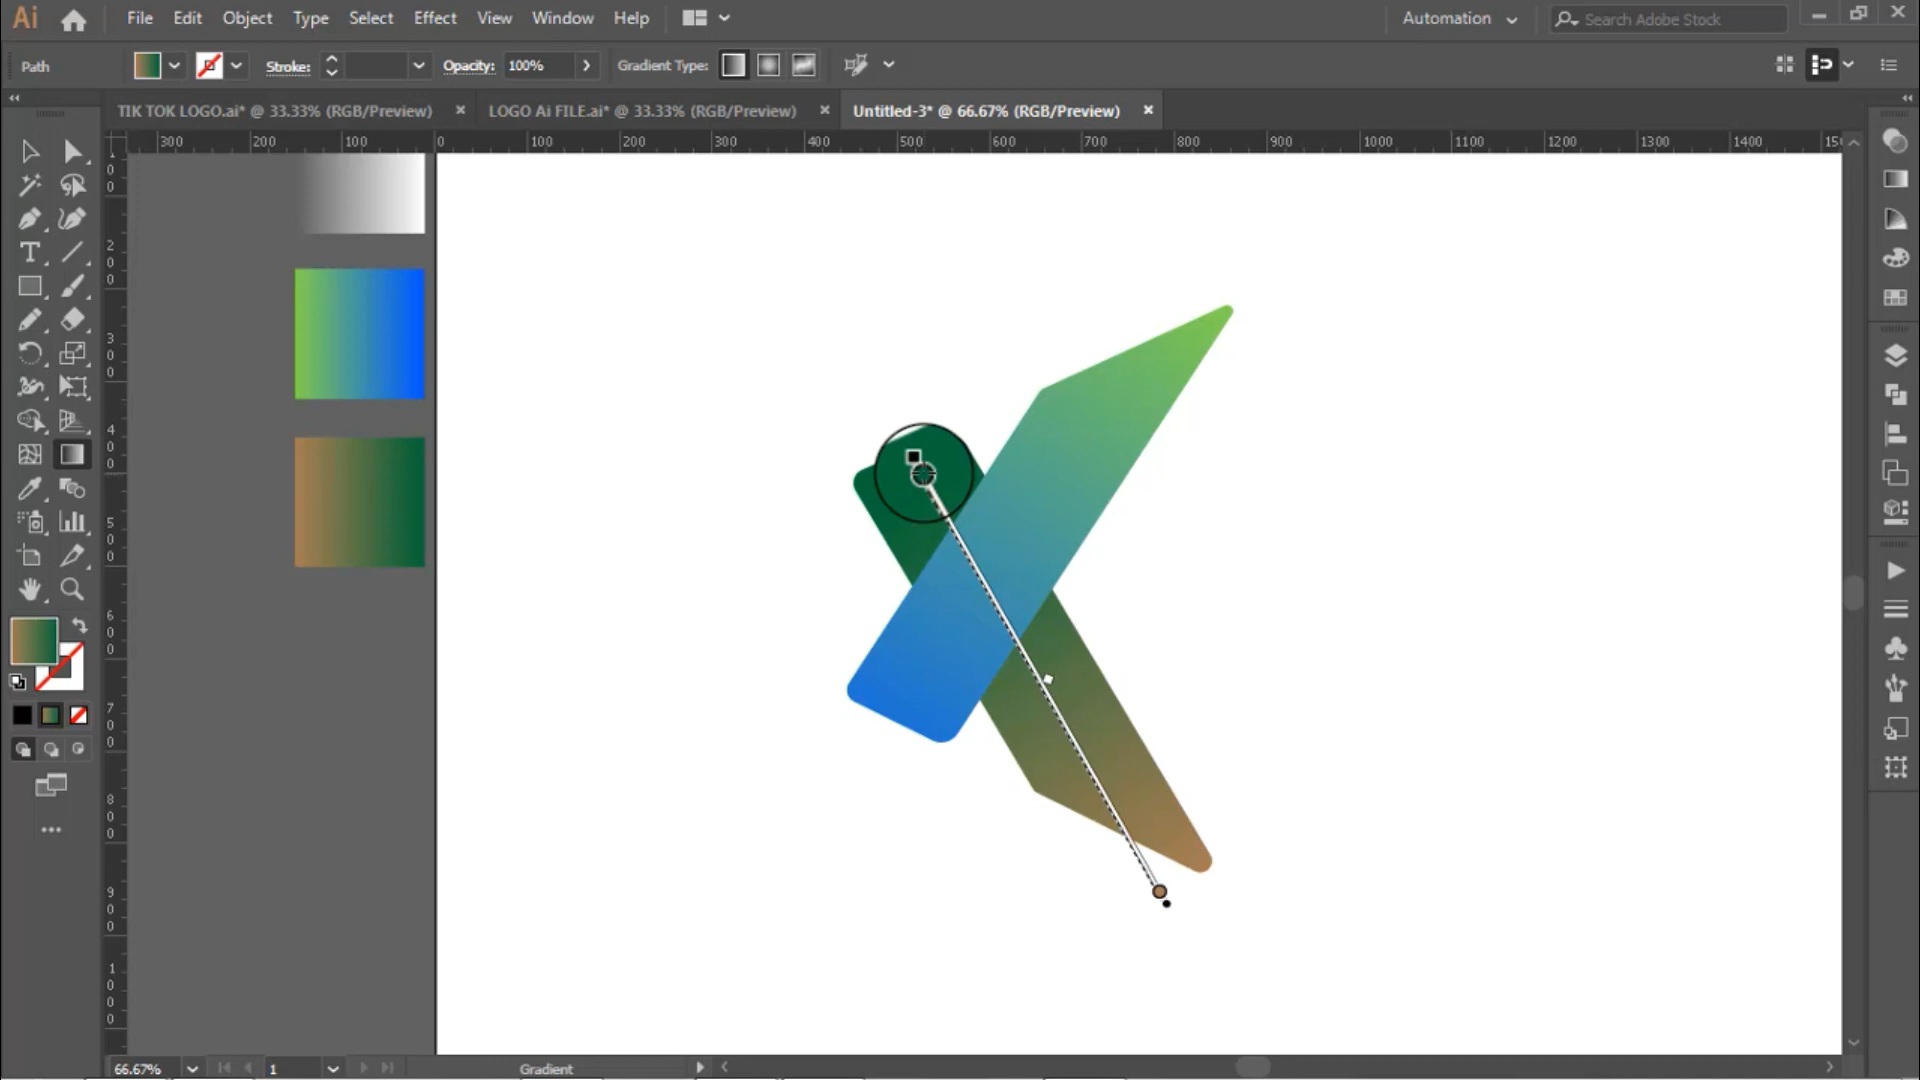 Ai File Edit Object Type Select Effect View Window Help Automation Search Adobe Stock
Path Stroke: Opacity: 100% Gradient Type:
TIK TOK LOGO.ai* @ 33.33% (RGB/Preview) LOGO Ai FILE.ai* @ 33.33% (RGB/Preview) Untitled-3* @ 66.67% (RGB/Preview)
300 200 100 0 100 200 300 400 500 600 700 800 900 1000 1100 1200 1300 1400 15
100
200
300
400
500
600
700
800
900
1000
66.67% 1 Gradient